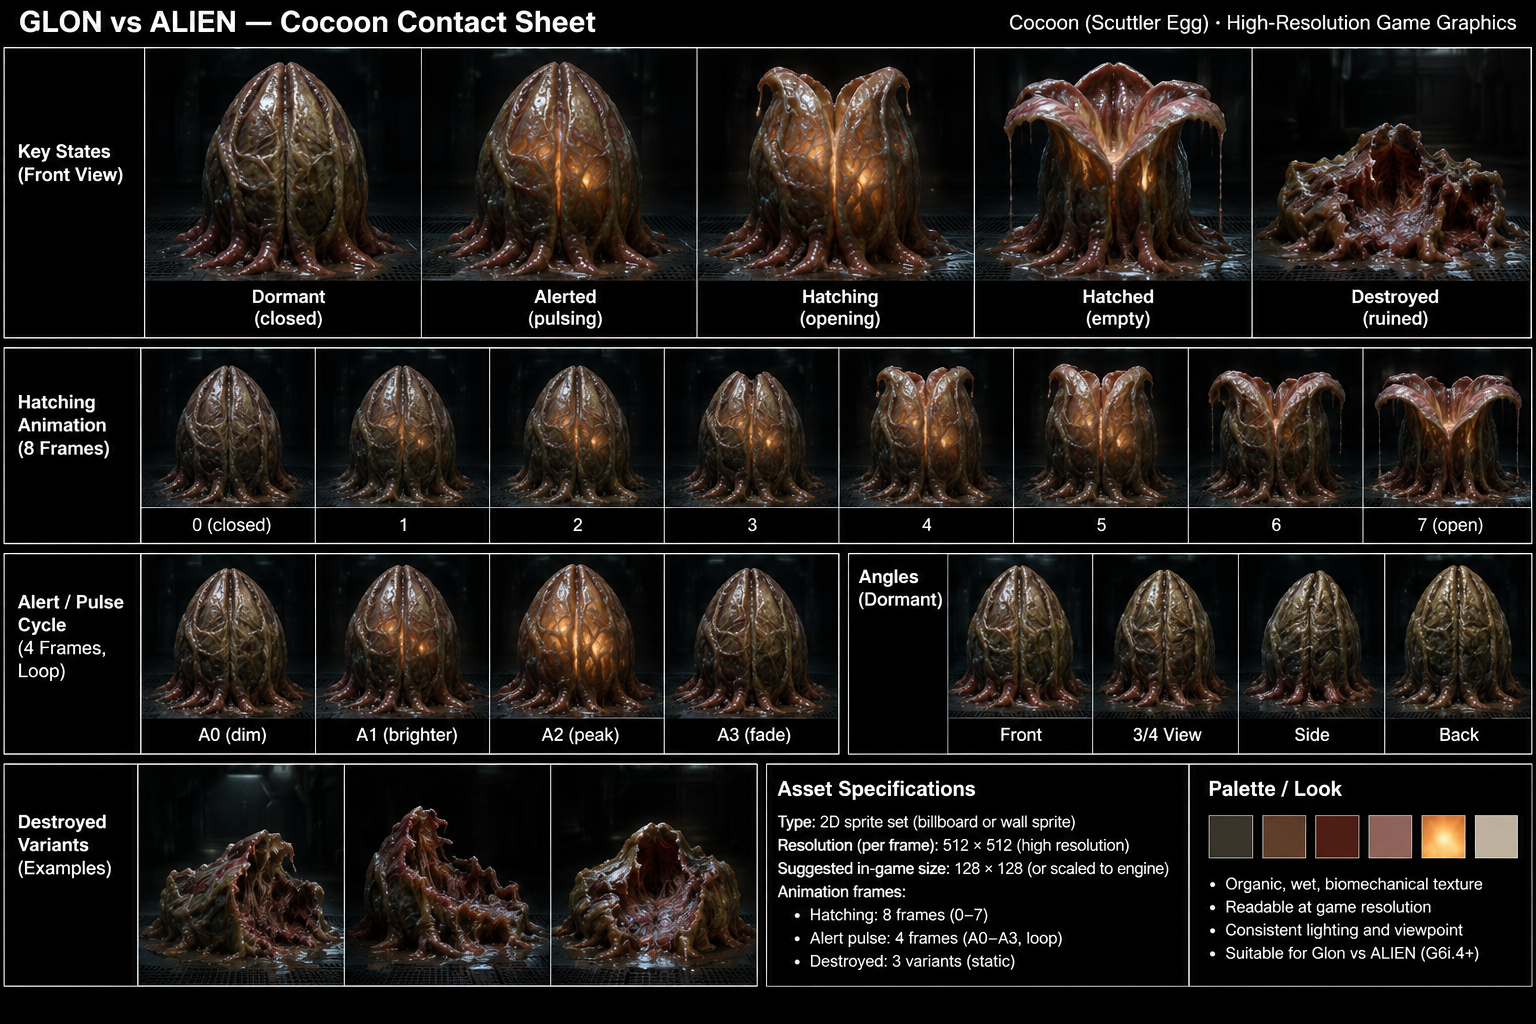 GLON vs ALIEN — Cocoon Contact Sheet
Cocoon (Scuttler Egg) · High-Resolution Game Graphics
Key States
(Front View)
Dormant
(closed)
Alerted
(pulsing)
Hatching
(opening)
Hatched
(empty)
Destroyed
(ruined)
Hatching
Animation
(8 Frames)
0 (closed)
1
2
3
4
5
6
7 (open)
Alert / Pulse
Cycle
(4 Frames,
Loop)
A0 (dim)
A1 (brighter)
A2 (peak)
A3 (fade)
Angles
(Dormant)
Front
3/4 View
Side
Back
Destroyed
Variants
(Examples)
Asset Specifications
Type: 2D sprite set (billboard or wall sprite)
Resolution (per frame): 512 × 512 (high resolution)
Suggested in-game size: 128 × 128 (or scaled to engine)
Animation frames:
• Hatching: 8 frames (0–7)
• Alert pulse: 4 frames (A0–A3, loop)
• Destroyed: 3 variants (static)
Palette / Look
• Organic, wet, biomechanical texture
• Readable at game resolution
• Consistent lighting and viewpoint
• Suitable for Glon vs ALIEN (G6i.4+)